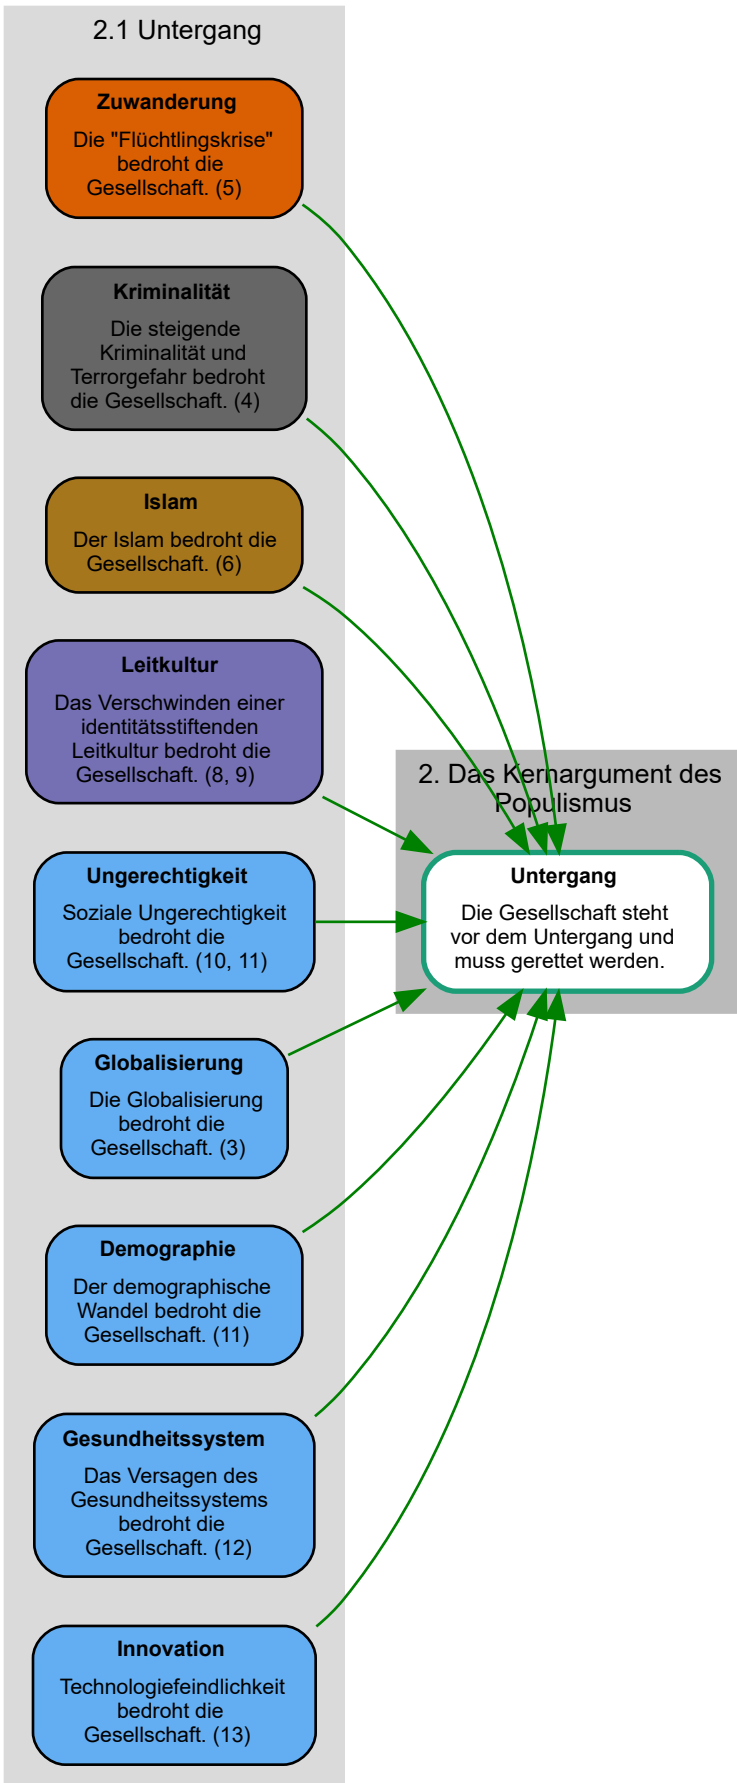 2.1 Untergang
Zuwanderung
Die "Flüchtlingskrise"
bedroht die
Gesellschaft. (5)
Kriminalität
Die steigende
Kriminalität und
Terrorgefahr bedroht
die Gesellschaft. (4)
Islam
Der Islam bedroht die
Gesellschaft. (6)
Leitkultur
Das Verschwinden einer
identitätsstiftenden
Leitkultur bedroht die
Gesellschaft. (8, 9)
Ungerechtigkeit
Soziale Ungerechtigkeit
bedroht die
Gesellschaft. (10, 11)
Globalisierung
Die Globalisierung
bedroht die
Gesellschaft. (3)
Demographie
Der demographische
Wandel bedroht die
Gesellschaft. (11)
Gesundheitssystem
Das Versagen des
Gesundheitssystems
bedroht die
Gesellschaft. (12)
Innovation
Technologiefeindlichkeit
bedroht die
Gesellschaft. (13)
2. Das Kernargument des
Populismus
Untergang
Die Gesellschaft steht
vor dem Untergang und
muss gerettet werden.